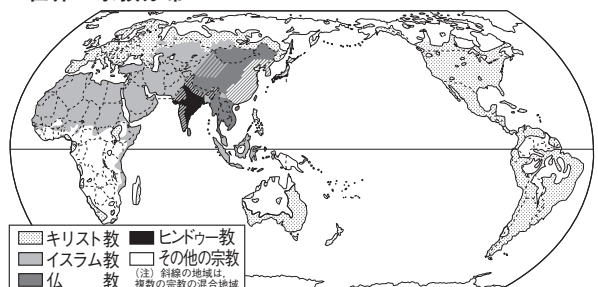 キリスト教
イスラム教
仏　　教
ヒンドゥー教
その他の宗教
(注) 斜線の地域は,
複数の宗教の混合地域